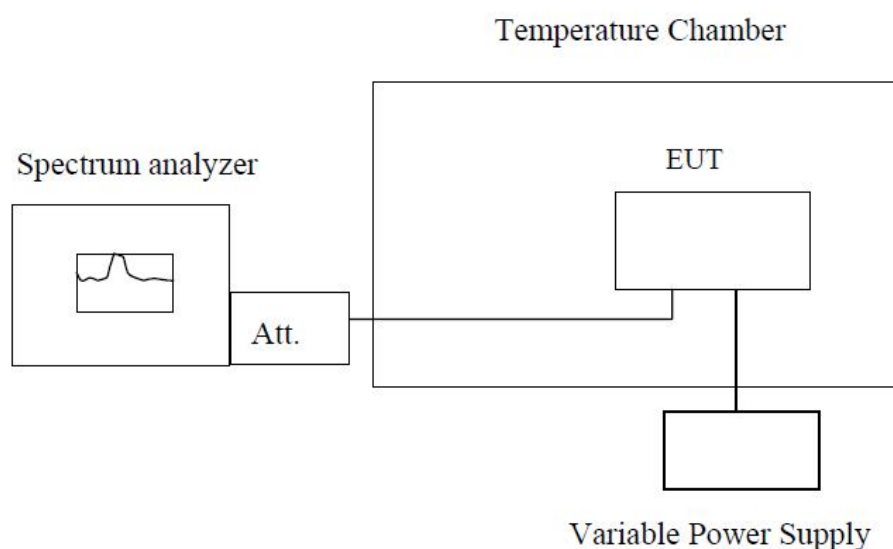 Temperature Chamber
Spectrum analyzer
EUT
Att.
Variable Power Supply